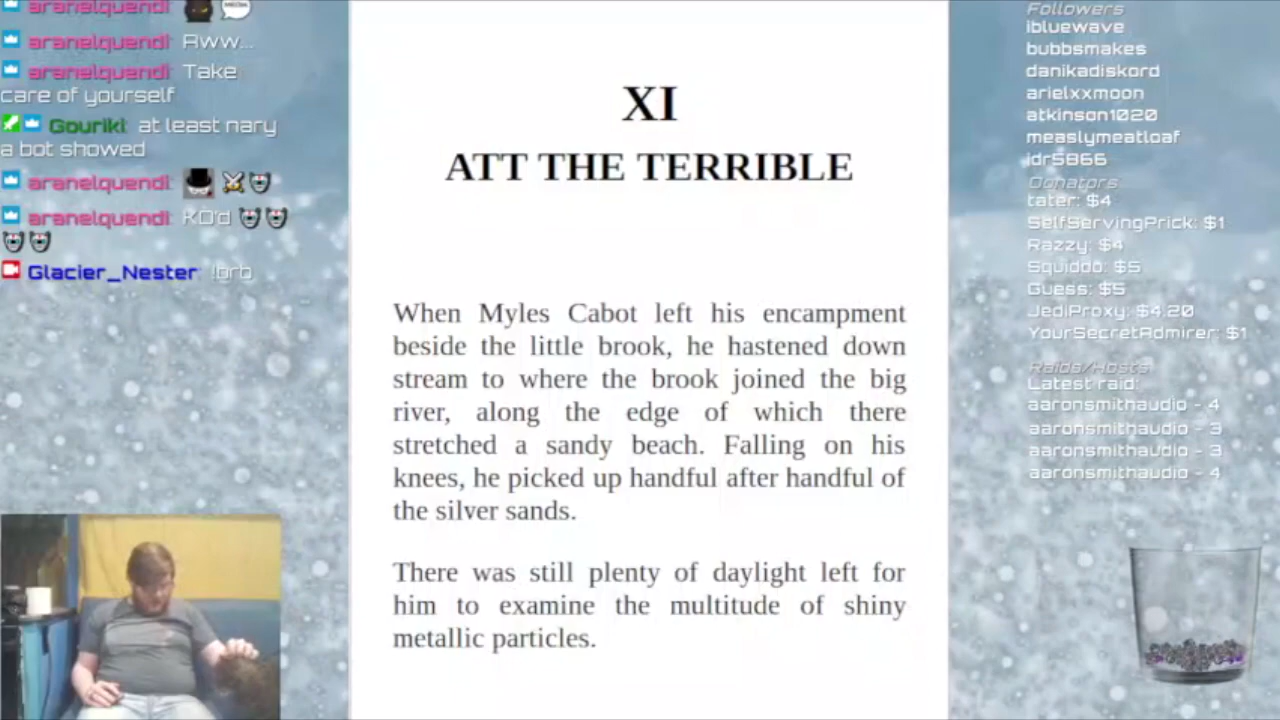 aranelquendi:
aranelquendi: Aww...
aranelquendi: Take
care of yourself
Gouriki: at least nary
a bot showed
aranelquendi:
aranelquendi: KO'd
Glacier_Nester: !brb
XI
ATT THE TERRIBLE
When Myles Cabot left his encampment
beside the little brook, he hastened down
stream to where the brook joined the big
river, along the edge of which there
stretched a sandy beach. Falling on his
knees, he picked up handful after handful of
the silver sands.
There was still plenty of daylight left for
him to examine the multitude of shiny
metallic particles.
Followers
ibluewave
bubbsmakes
danikadiskord
arielxxmoon
atkinson1020
measlymeatloaf
idr5866
Donators
tater: $4
SelfServingPrick: $1
Razzy: $4
Squiddo: $5
Guess: $5
JediProxy: $4.20
YourSecretAdmirer: $1
Raids/Hosts
Latest raid:
aaronsmithaudio - 4
aaronsmithaudio - 3
aaronsmithaudio - 3
aaronsmithaudio - 4